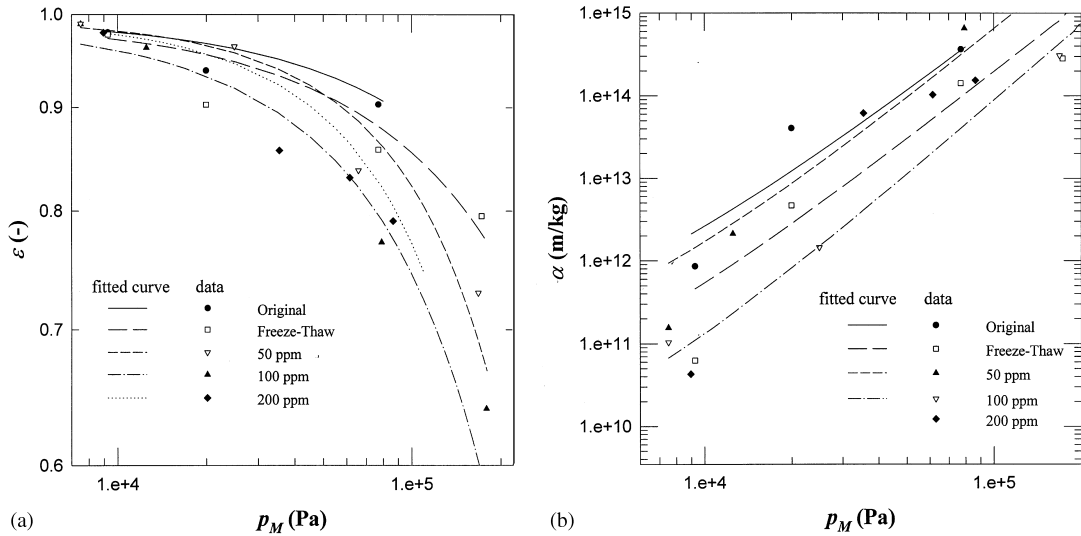 1.0
0.9
0.8
0.7
0.6
ε (-)
fitted curve data
Original
Freeze-Thaw
50 ppm
100 ppm
200 ppm
1.e+4 1.e+5
(a)
p_M (Pa)
1.e+15
1.e+14
1.e+13
1.e+12
1.e+11
1.e+10
α (m/kg)
fitted curve data
Original
Freeze-Thaw
50 ppm
100 ppm
200 ppm
1.e+4 1.e+5
(b)
p_M (Pa)